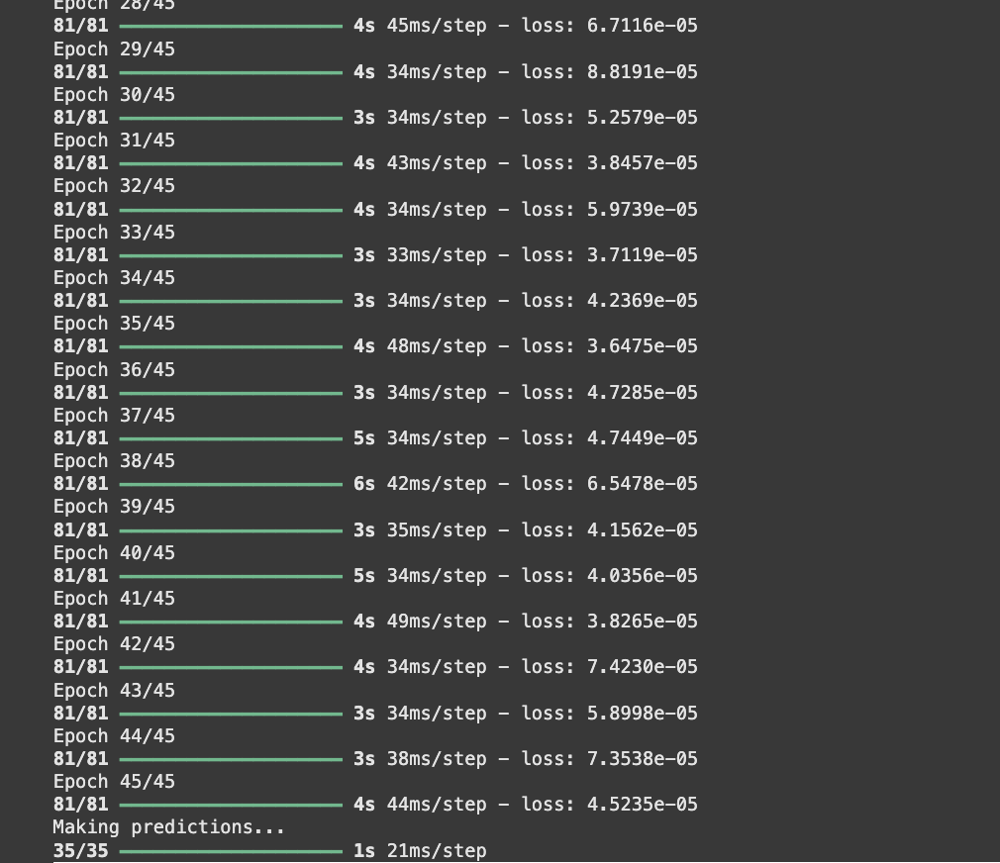 Epoch 28/45
81/81 ━━━━━━━━━━━━━━━━━━━━ 4s 45ms/step - loss: 6.7116e-05
Epoch 29/45
81/81 ━━━━━━━━━━━━━━━━━━━━ 4s 34ms/step - loss: 8.8191e-05
Epoch 30/45
81/81 ━━━━━━━━━━━━━━━━━━━━ 3s 34ms/step - loss: 5.2579e-05
Epoch 31/45
81/81 ━━━━━━━━━━━━━━━━━━━━ 4s 43ms/step - loss: 3.8457e-05
Epoch 32/45
81/81 ━━━━━━━━━━━━━━━━━━━━ 4s 34ms/step - loss: 5.9739e-05
Epoch 33/45
81/81 ━━━━━━━━━━━━━━━━━━━━ 3s 33ms/step - loss: 3.7119e-05
Epoch 34/45
81/81 ━━━━━━━━━━━━━━━━━━━━ 3s 34ms/step - loss: 4.2369e-05
Epoch 35/45
81/81 ━━━━━━━━━━━━━━━━━━━━ 4s 48ms/step - loss: 3.6475e-05
Epoch 36/45
81/81 ━━━━━━━━━━━━━━━━━━━━ 3s 34ms/step - loss: 4.7285e-05
Epoch 37/45
81/81 ━━━━━━━━━━━━━━━━━━━━ 5s 34ms/step - loss: 4.7449e-05
Epoch 38/45
81/81 ━━━━━━━━━━━━━━━━━━━━ 6s 42ms/step - loss: 6.5478e-05
Epoch 39/45
81/81 ━━━━━━━━━━━━━━━━━━━━ 3s 35ms/step - loss: 4.1562e-05
Epoch 40/45
81/81 ━━━━━━━━━━━━━━━━━━━━ 5s 34ms/step - loss: 4.0356e-05
Epoch 41/45
81/81 ━━━━━━━━━━━━━━━━━━━━ 4s 49ms/step - loss: 3.8265e-05
Epoch 42/45
81/81 ━━━━━━━━━━━━━━━━━━━━ 4s 34ms/step - loss: 7.4230e-05
Epoch 43/45
81/81 ━━━━━━━━━━━━━━━━━━━━ 3s 34ms/step - loss: 5.8998e-05
Epoch 44/45
81/81 ━━━━━━━━━━━━━━━━━━━━ 3s 38ms/step - loss: 7.3538e-05
Epoch 45/45
81/81 ━━━━━━━━━━━━━━━━━━━━ 4s 44ms/step - loss: 4.5235e-05
Making predictions...
35/35 ━━━━━━━━━━━━━━━━━━━━ 1s 21ms/step